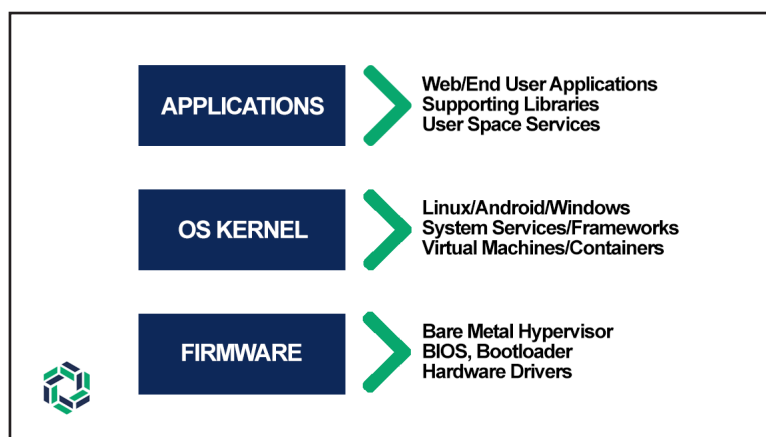 APPLICATIONS
Web/End User Applications
Supporting Libraries
User Space Services
OS KERNEL
Linux/Android/Windows
System Services/Frameworks
Virtual Machines/Containers
FIRMWARE
Bare Metal Hypervisor
BIOS, Bootloader
Hardware Drivers